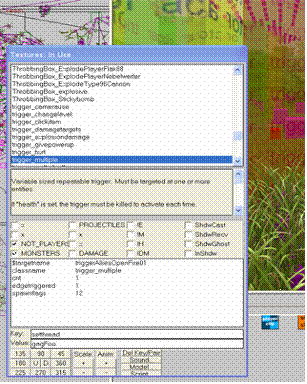 Textures: In Use
ThrobbingBox_ExplodePlayerFlak88
ThrobbingBox_ExplodePlayerNebelwerfer
ThrobbingBox_ExplodeType95Cannon
ThrobbingBox_explosive
ThrobbingBox_Stickybomb
trigger_camerause
trigger_changelevel
trigger_clickitem
trigger_damagetargets
trigger_explosiondamage
trigger_givepowerup
trigger_hurt
trigger_multiple
Variable sized repeatable trigger. Must be targeted at one or more
entities.
If "health" is set the trigger must be killed to activate each time.
PROJECTILES !E ShdwCast
x x !M ShdwRecv
NOT_PLAYERS !H ShdwGhost
MONSTERS DAMAGE !DM InShdw
$targetname triggerAlliesOpenFire01
classname trigger_multiple
cnt 1
edgetriggered 1
spawnflags 12
Key: setthread
Value: gagFoo
135 90 45 Scale: Anim: Del Key/Pair
Sound...
180 U D 360 + + Model...
225 270 315 - - Script...